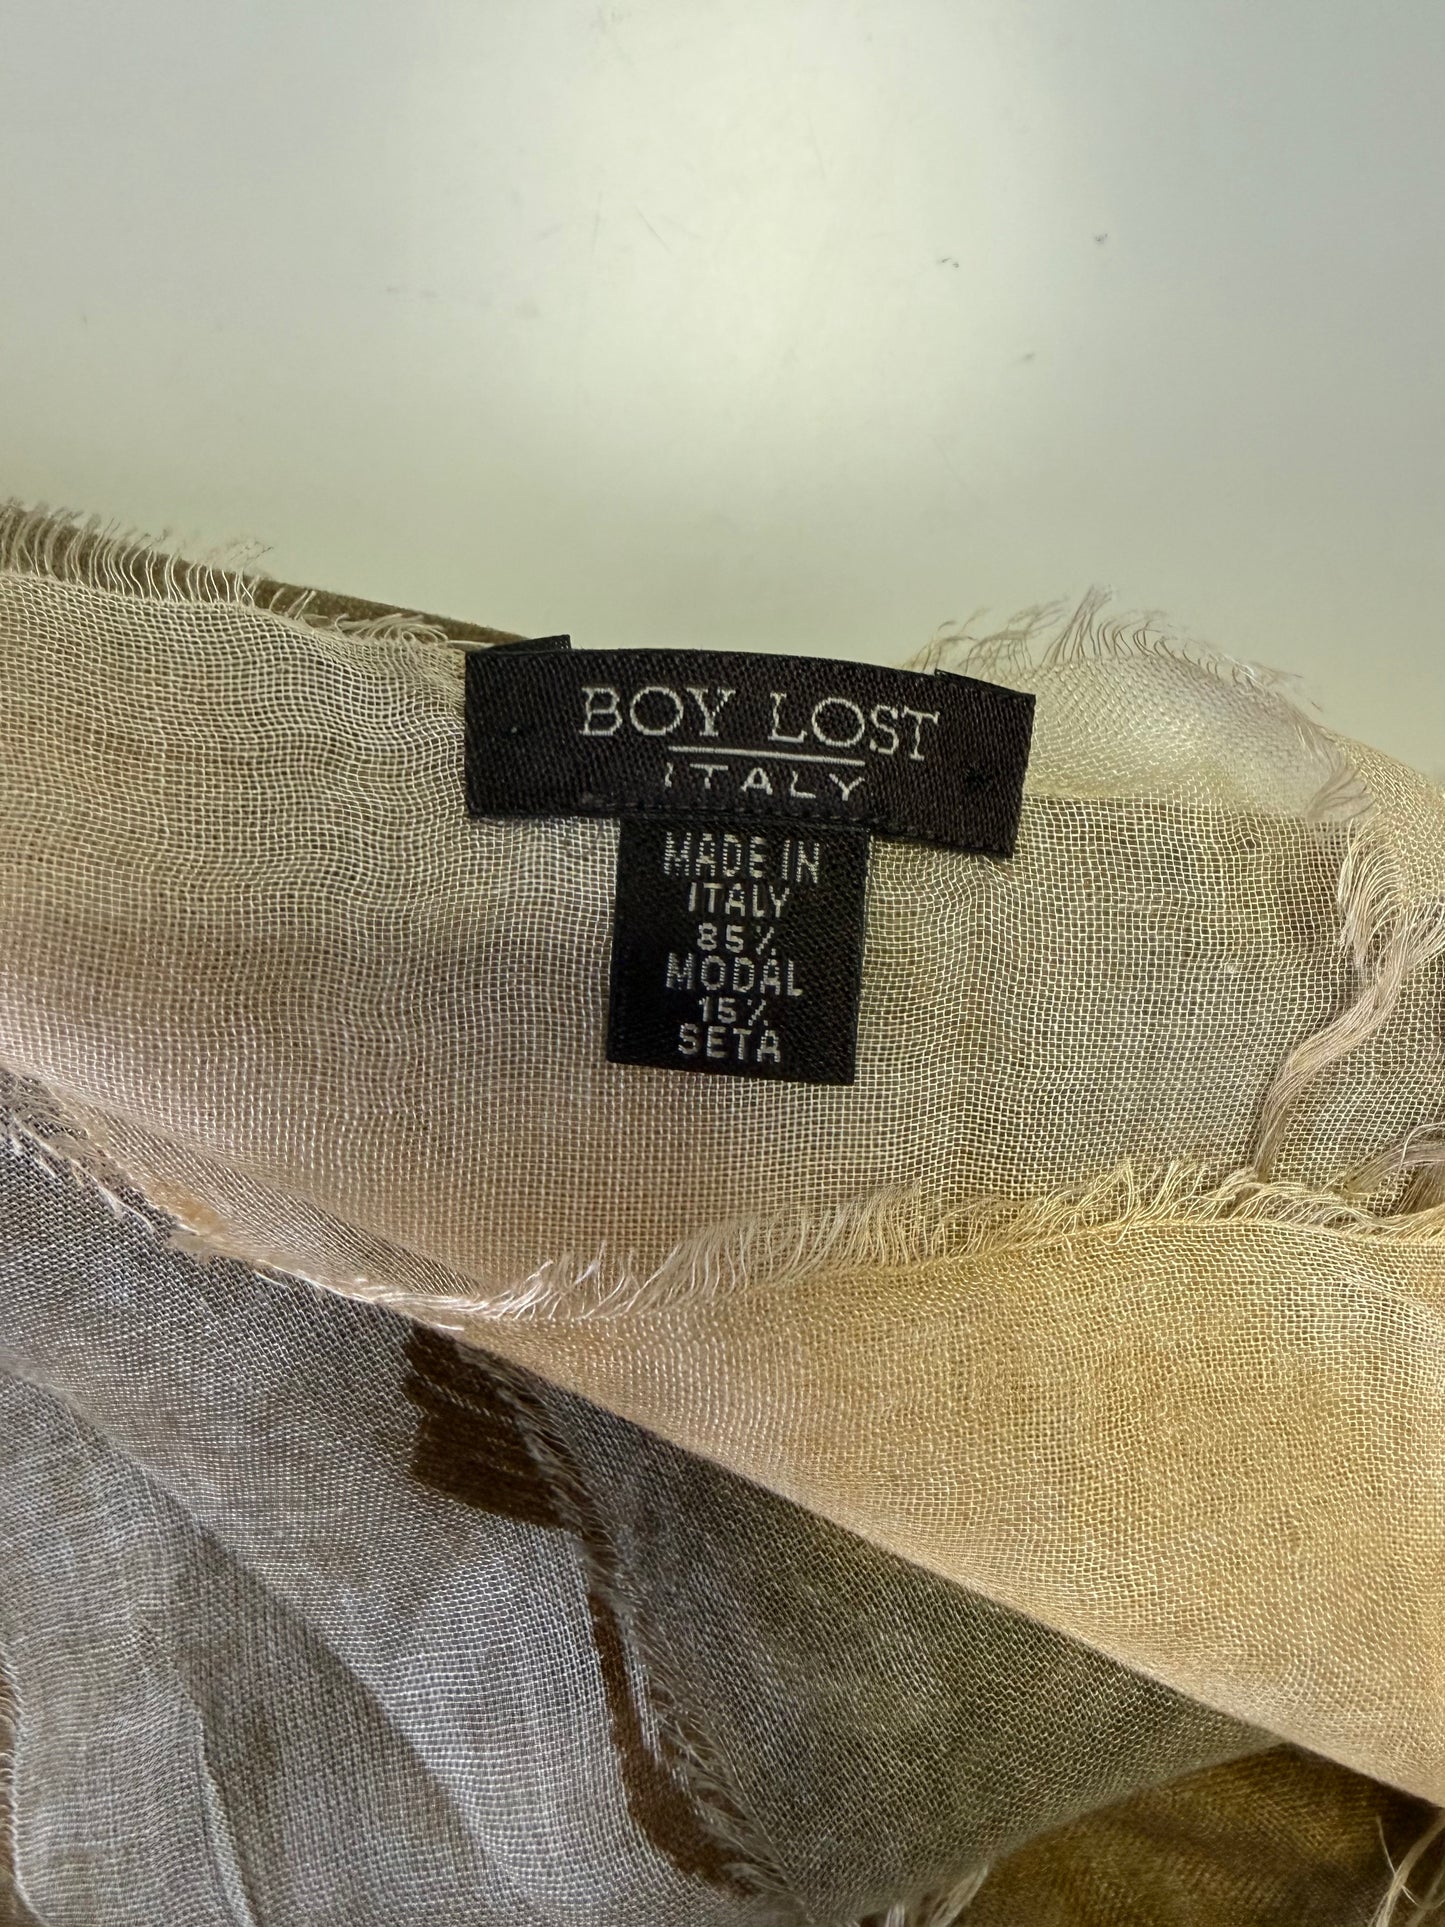 BOY LOST
ITALY
MADE IN
ITALY
85%
MODAL
15%
SETA